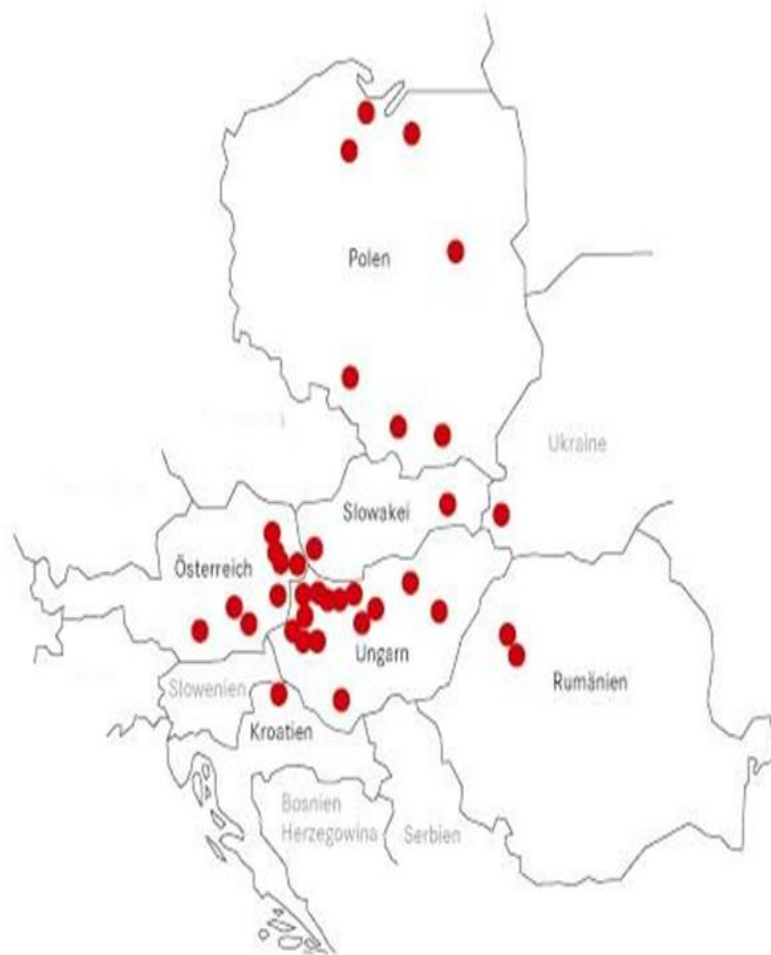 Polen
Ukraine
Slowakei
Österreich
Ungarn
Slowenien
Rumänien
Kroatien
Bosnien
Herzegowina
Serbien